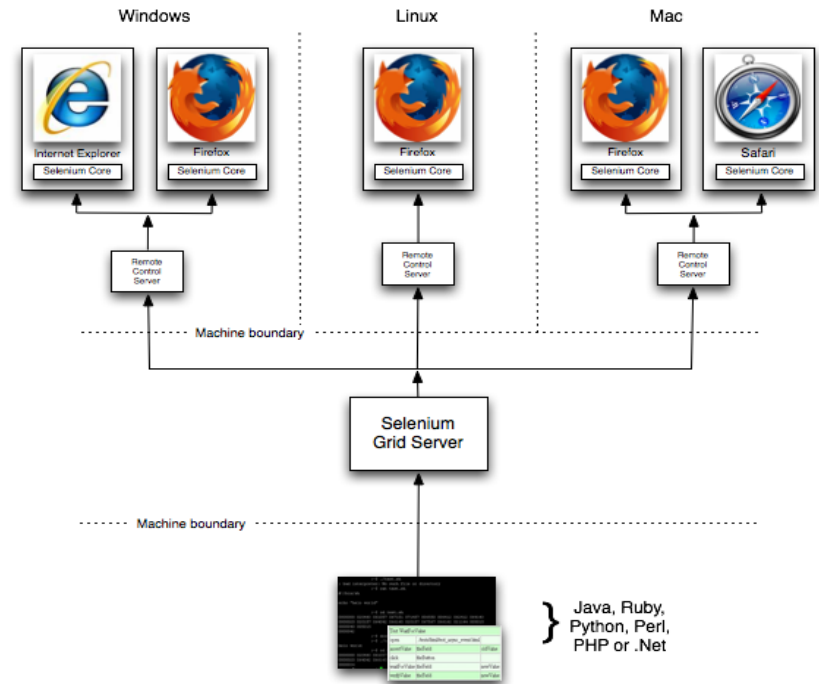 Windows
Linux
Mac
Internet Explorer
Selenium Core
Firefox
Selenium Core
Firefox
Selenium Core
Firefox
Selenium Core
Safari
Selenium Core
Remote
Control
Server
Remote
Control
Server
Remote
Control
Server
Machine boundary
Selenium
Grid Server
Machine boundary
} Java, Ruby,
Python, Perl,
PHP or .Net